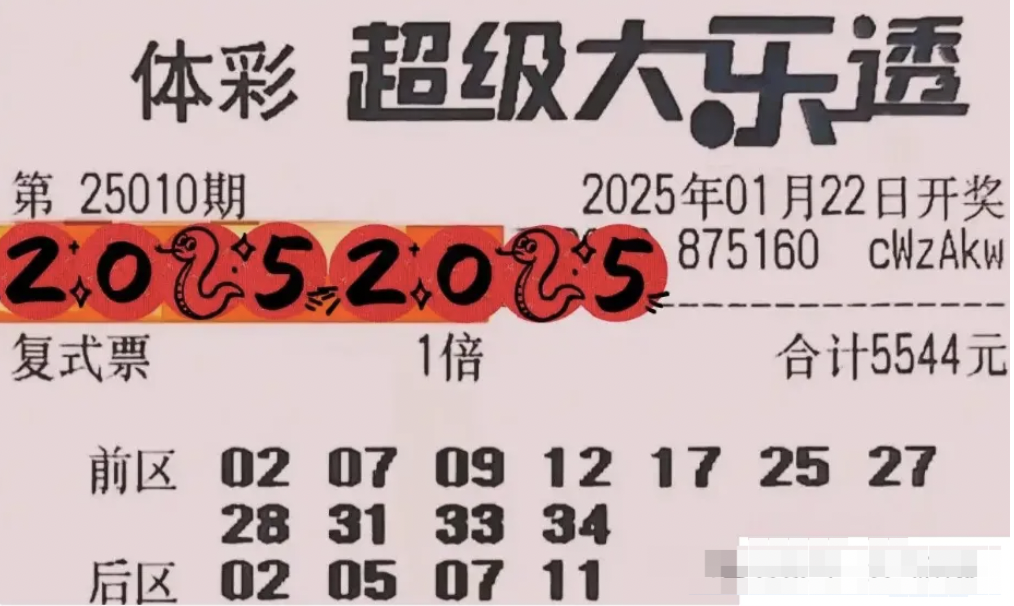 体彩 超级大乐透
第 25010期 2025年01月22日开奖
20255 2025 875160 cWzAkw
复式票 1倍 合计5544元
前区 02 07 09 12 17 25 27
28 31 33 34
后区 02 05 07 11